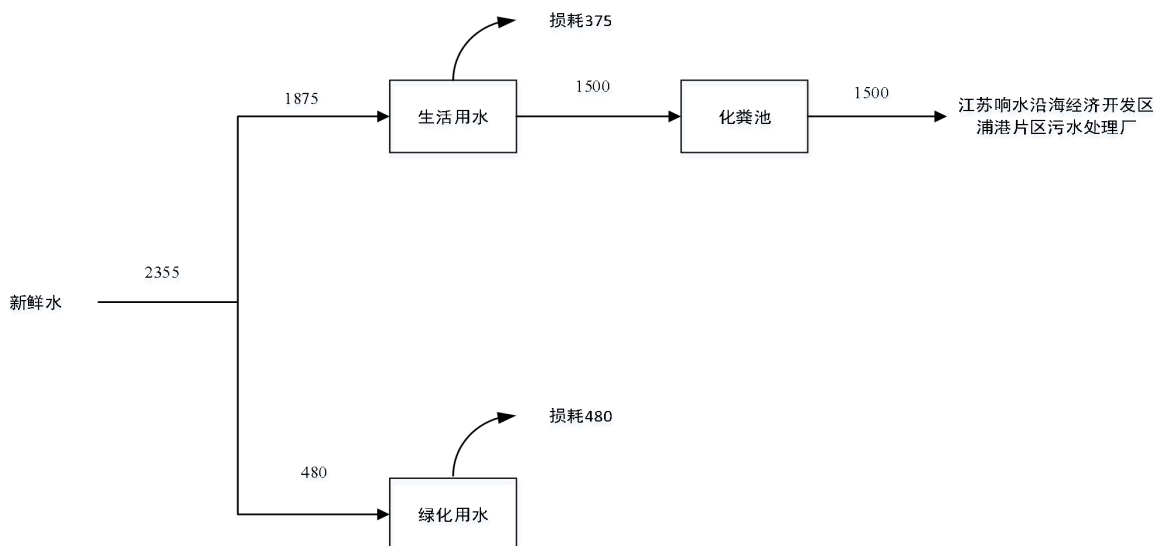 损耗375
1875
生活用水
1500
化粪池
1500
江苏响水沿海经济开发区
浦港片区污水处理厂
2355
新鲜水
损耗480
480
绿化用水